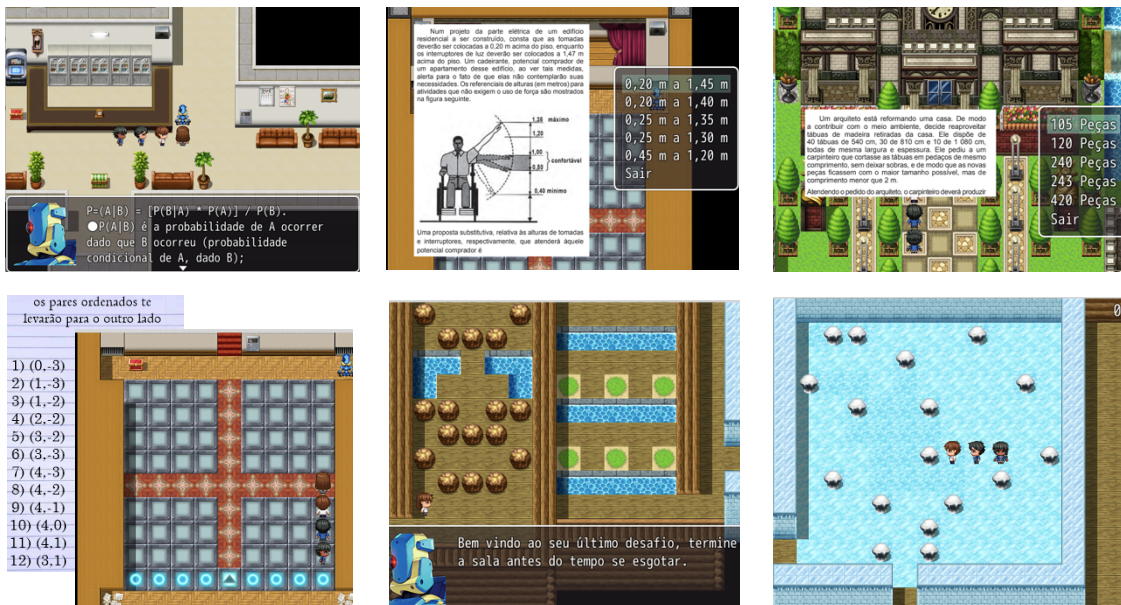 P=(A|B) = [P(B|A) * P(A)] / P(B).
●P(A|B) é a probabilidade de A ocorrer
dado que B ocorreu (probabilidade
condicional de A, dado B);
Num projeto da parte elétrica de um edifício
residencial a ser construído, consta que as tomadas
deverão ser colocadas a 0,20 m acima do piso, enquanto
os interruptores de luz deverão ser colocados a 1,47 m
acima do piso. Um cadeirante, potencial comprador de
um apartamento desse edifício, ao ver tais medidas,
alerta para o fato de que elas não contemplarão suas
necessidades. Os referenciais de alturas (em metros) para
atividades que não exigem o uso de força são mostrados
na figura seguinte.
1,35 máximo
1,20
1,00
confortável
0,80
0,40 mínimo
Uma proposta substitutiva, relativa às alturas de tomadas
e interruptores, respectivamente, que atenderá àquele
potencial comprador é
0,20 m a 1,45 m
0,20 m a 1,40 m
0,25 m a 1,35 m
0,25 m a 1,30 m
0,45 m a 1,20 m
Sair
Um arquiteto está reformando uma casa. De modo
a contribuir com o meio ambiente, decide reaproveitar
tábuas de madeira retiradas da casa. Ele dispõe de
40 tábuas de 540 cm, 30 de 810 cm e 10 de 1 080 cm,
todas de mesma largura e espessura. Ele pediu a um
carpinteiro que cortasse as tábuas em pedaços de mesmo
comprimento, sem deixar sobras, e de modo que as novas
peças ficassem com o maior tamanho possível, mas de
comprimento menor que 2 m.
Atendendo o pedido do arquiteto, o carpinteiro deverá produzir
105 Peças
120 Peças
240 Peças
243 Peças
420 Peças
Sair
os pares ordenados te
levarão para o outro lado
1) (0,-3)
2) (1,-3)
3) (1,-2)
4) (2,-2)
5) (3,-2)
6) (3,-3)
7) (4,-3)
8) (4,-2)
9) (4,-1)
10) (4,0)
11) (4,1)
12) (3,1)
Bem vindo ao seu último desafio, termine
a sala antes do tempo se esgotar.
0